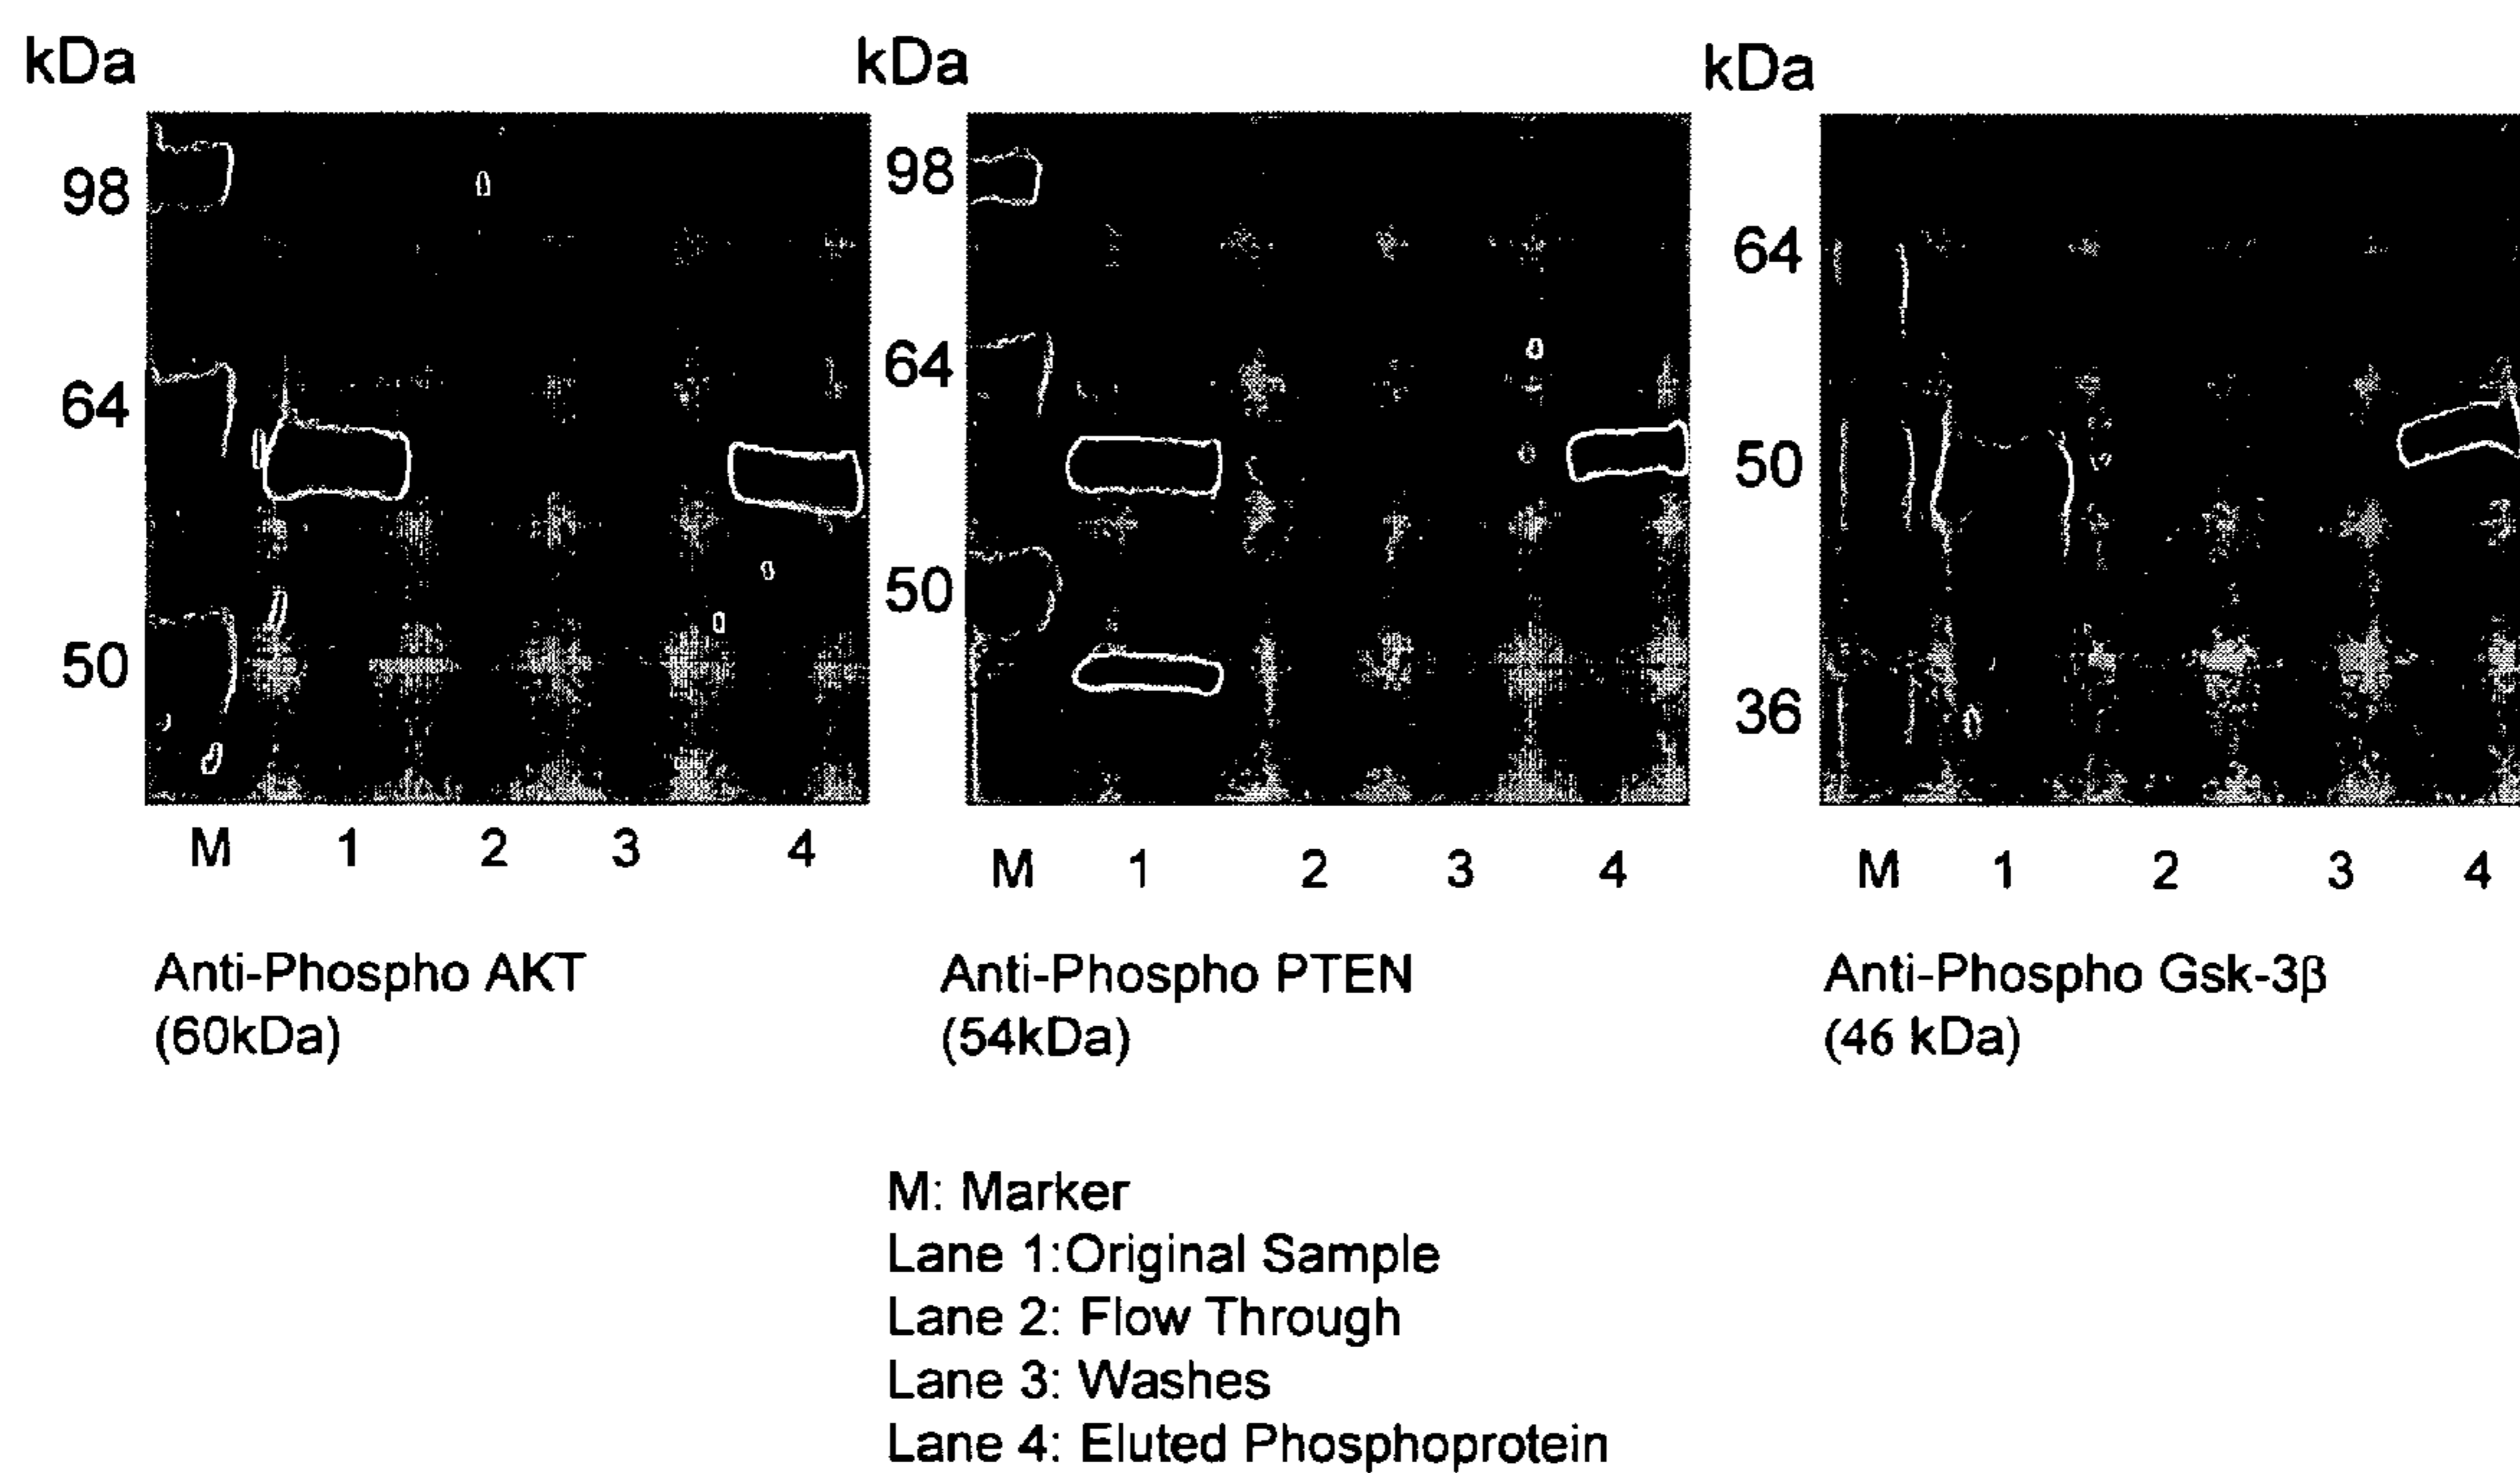 kDa
98
64
50
M 1 2 3 4
Anti-Phospho AKT
(60kDa)
kDa
98
64
50
M 1 2 3 4
Anti-Phospho PTEN
(54kDa)
kDa
64
50
36
M 1 2 3 4
Anti-Phospho Gsk-3β
(46 kDa)
M: Marker
Lane 1:Original Sample
Lane 2: Flow Through
Lane 3: Washes
Lane 4: Eluted Phosphoprotein